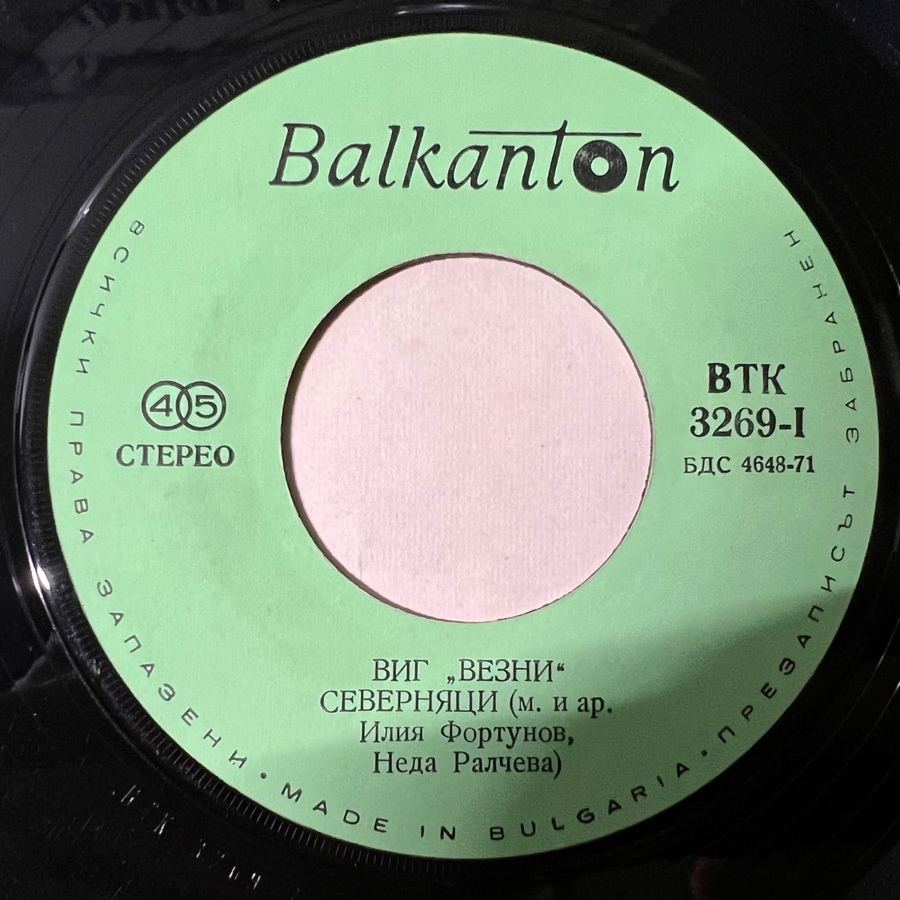 Balkanton
45
СТЕРЕО
ВТК
3269-I
БДС 4648-71
ВИГ „ВЕЗНИ“
СЕВЕРНЯЦИ (м. и ар.
Илия Фортунов,
Неда Ралчева)
ВСИЧКИ ПРАВА ЗАПАЗЕНИ • MADE IN BULGARIA • ПРЕЗАПИСЪТ ЗАБРАНЕН